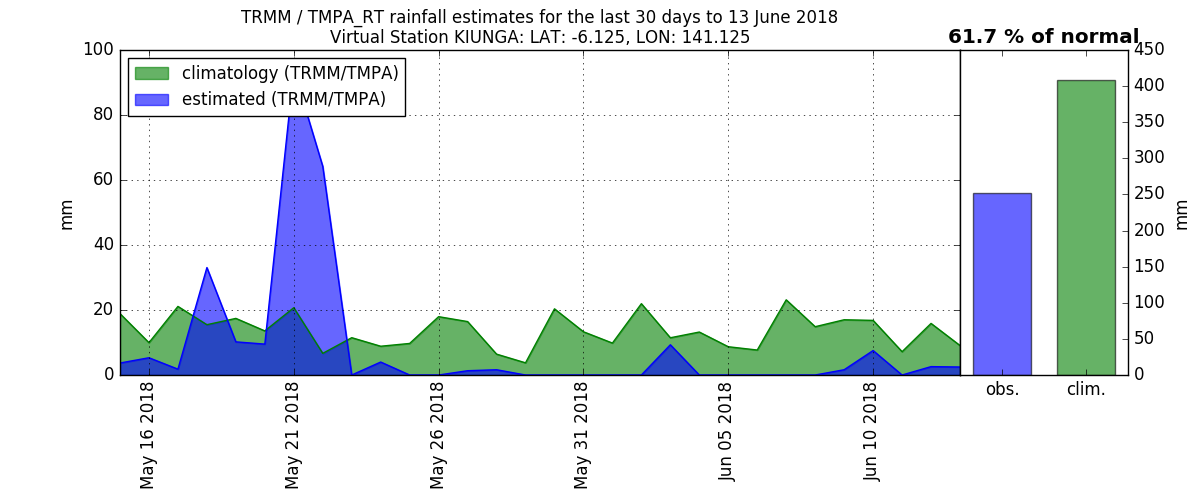 TRMM / TMPA_RT rainfall estimates for the last 30 days to 13 June 2018
Virtual Station KIUNGA: LAT: -6.125, LON: 141.125
61.7 % of normal
climatology (TRMM/TMPA)
estimated (TRMM/TMPA)
100
80
60
40
20
0
mm
May 16 2018
May 21 2018
May 26 2018
May 31 2018
Jun 05 2018
Jun 10 2018
450
400
350
300
250
200
150
100
50
0
mm
obs.
clim.